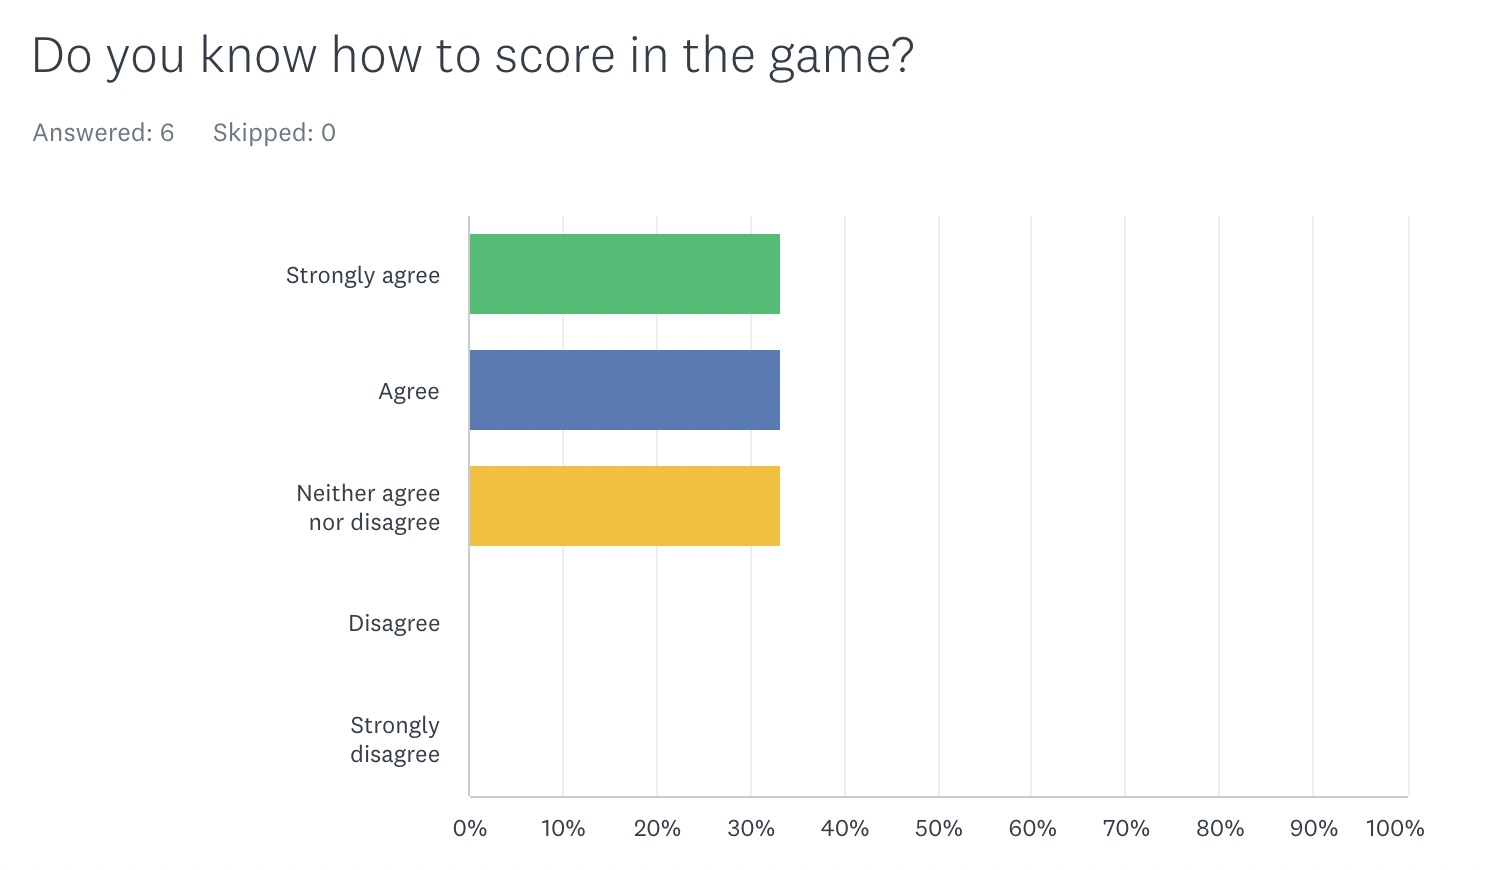 Do you know how to score in the game?
Answered: 6 Skipped: 0
Strongly agree
Agree
Neither agree
nor disagree
Disagree
Strongly
disagree
0% 10% 20% 30% 40% 50% 60% 70% 80% 90% 100%